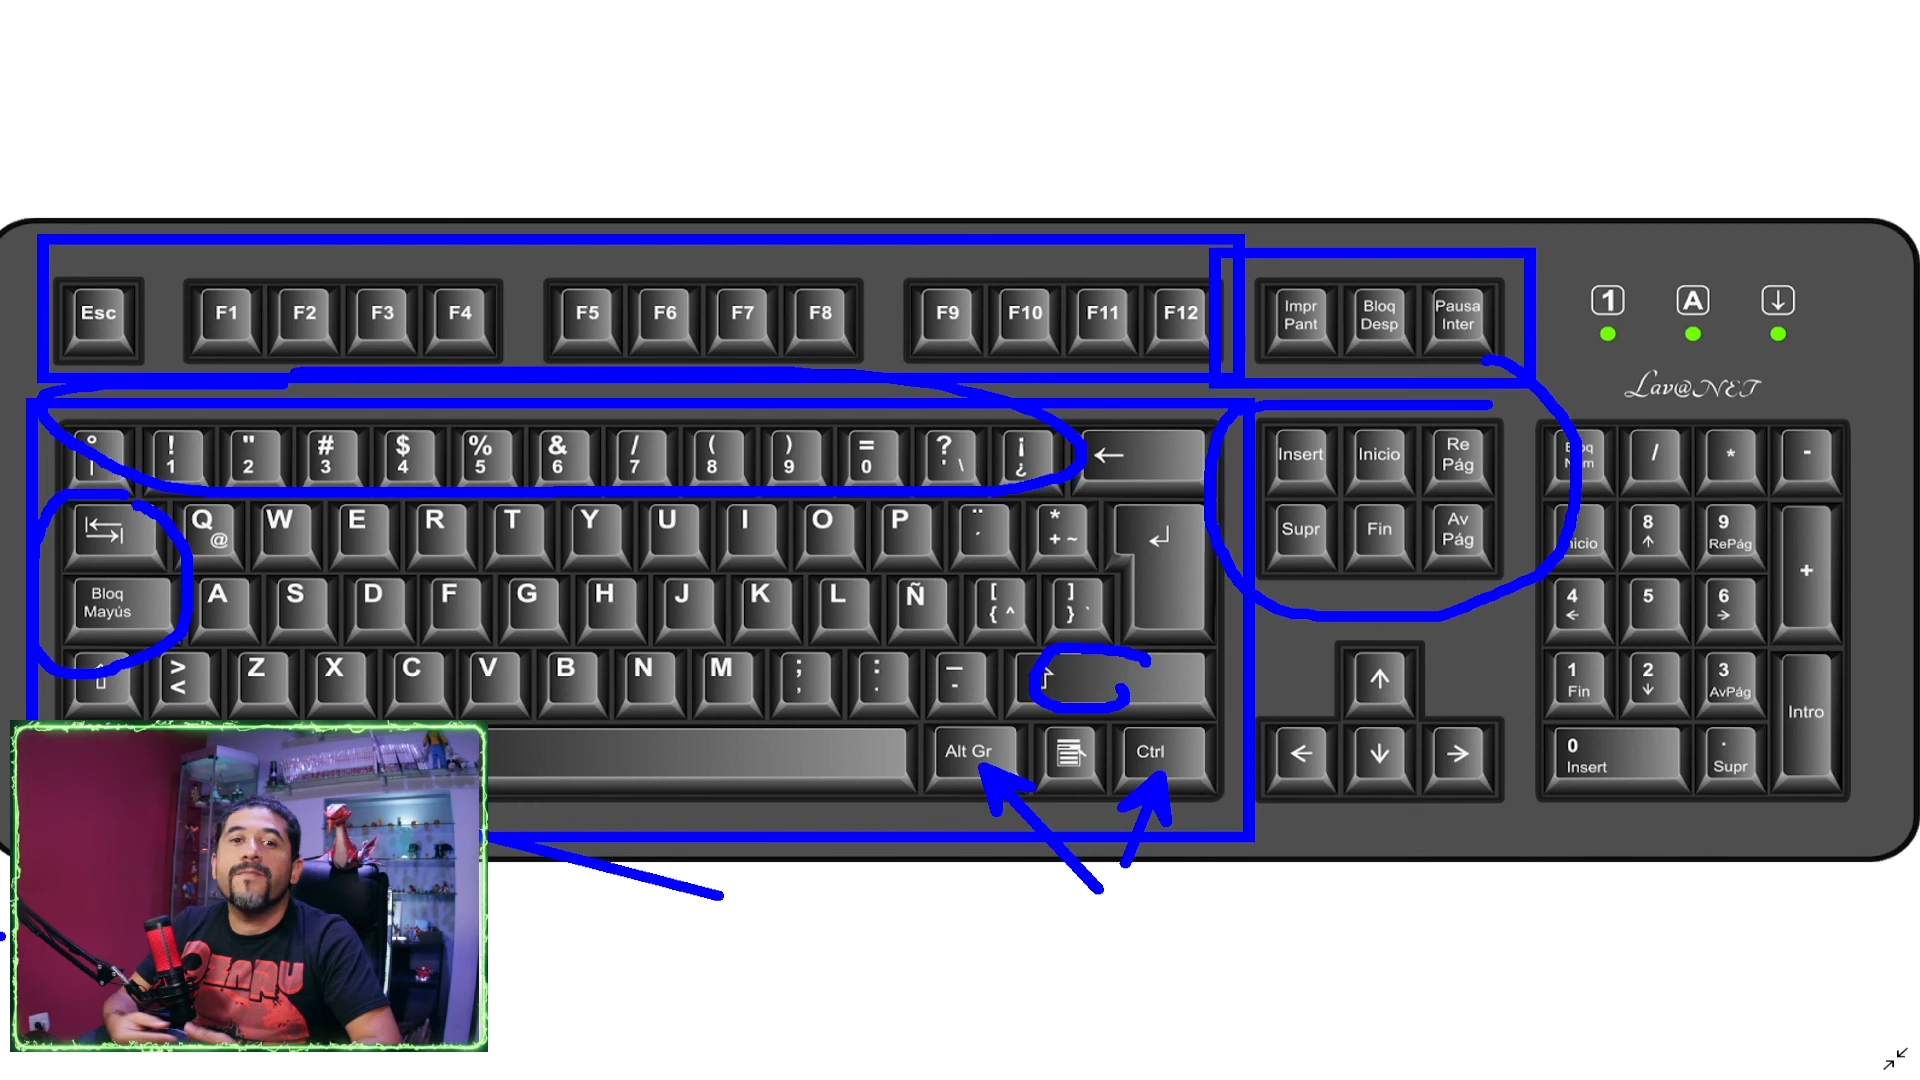 Esc F1 F2 F3 F4 F5 F6 F7 F8 F9 F10 F11 F12 Impr Pant Bloq Desp Pausa Inter 1 A ↓
Lav@NET
° | ! 1 " 2 # 3 $ 4 % 5 & 6 / 7 ( 8 ) 9 = 0 ? ' \ ¡ ¿ ← Insert Inicio Re Pág / * -
Q @ W E R T Y U I O P ¨ ´ * + ~ ↵ Supr Fin Av Pág 8 ↑ 9 RePág +
Bloq Mayús A S D F G H J K L Ñ [ { ^ ] } ` 4 ← 5 6 →
> < Z X C V B N M ; , : . _ - ↑ 1 Fin 2 ↓ 3 AvPág Intro
Alt Gr Ctrl ← ↓ → 0 Insert . Supr